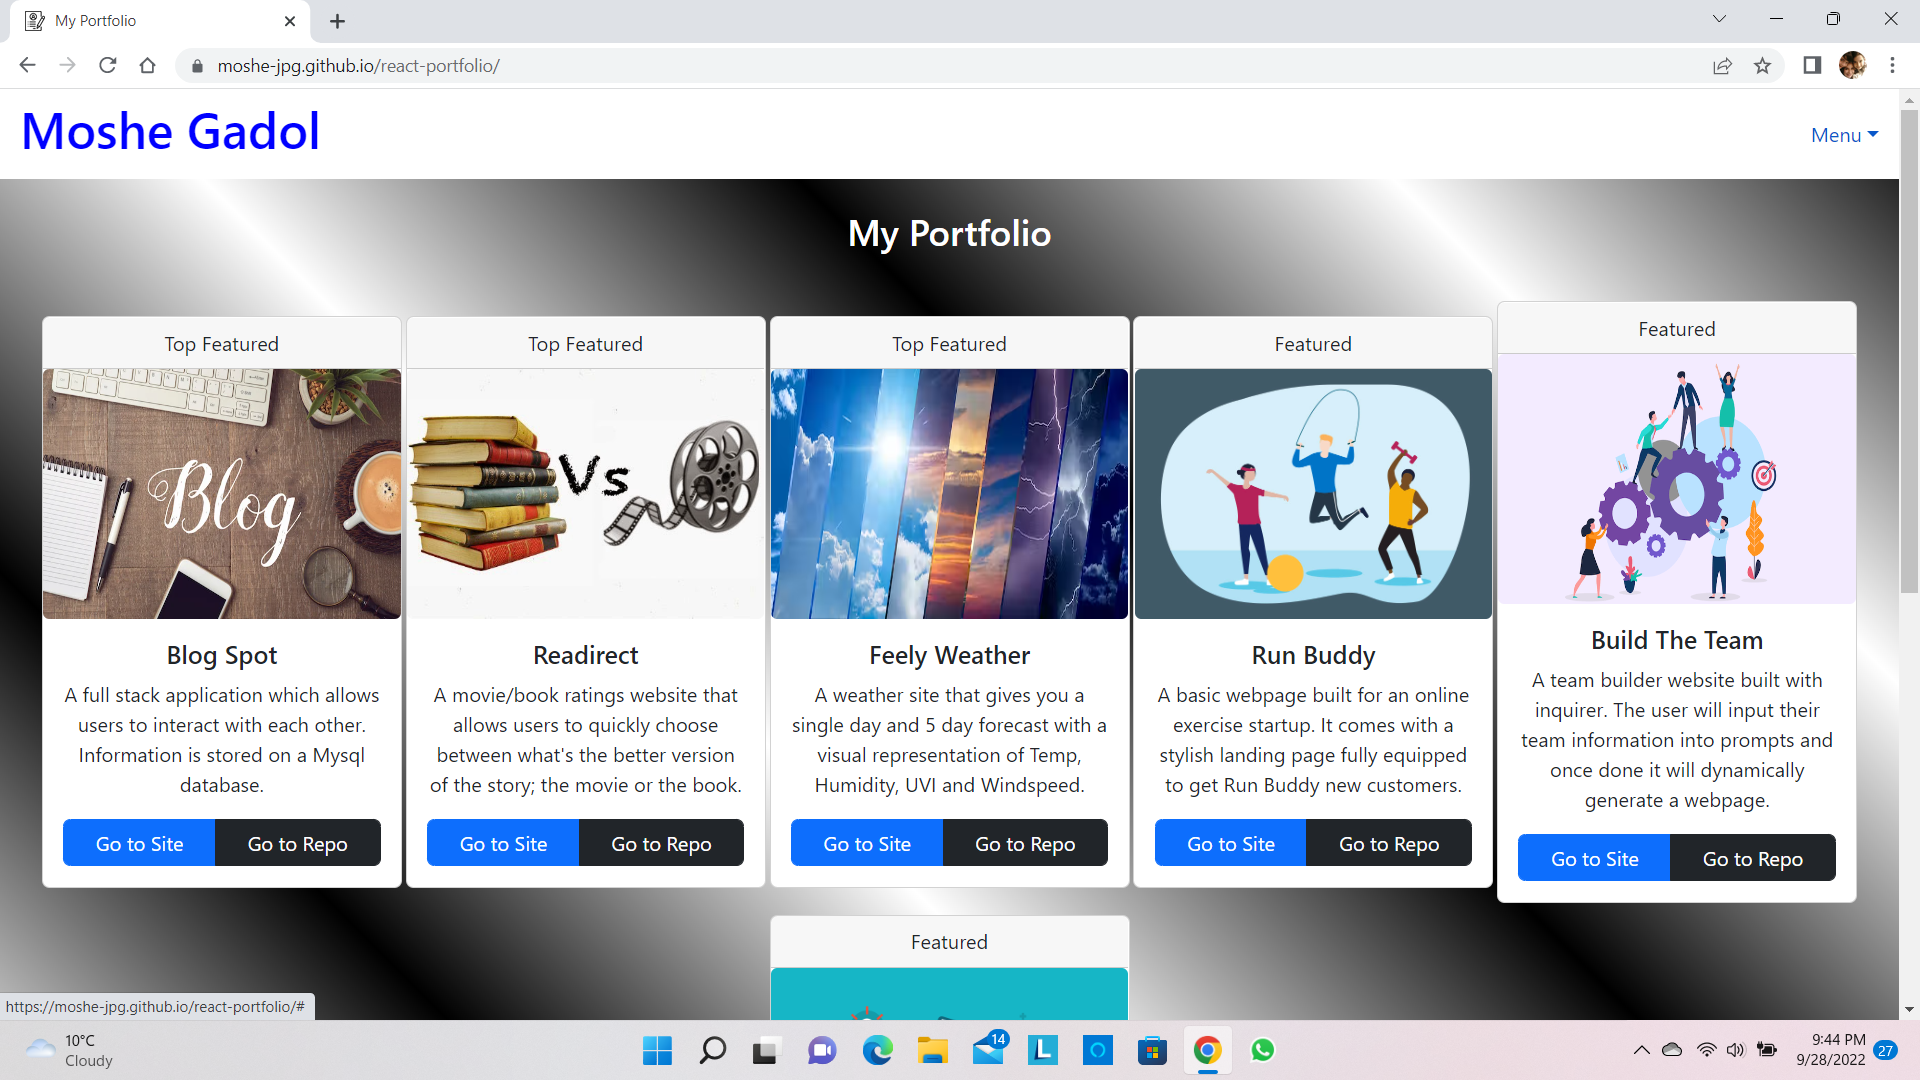 My Portfolio
moshe-jpg.github.io/react-portfolio/
Moshe Gadol
Menu
My Portfolio
Top Featured
Blog
Blog Spot
A full stack application which allows
users to interact with each other.
Information is stored on a Mysql
database.
Go to Site
Go to Repo
Top Featured
Vs
Readirect
A movie/book ratings website that
allows users to quickly choose
between what's the better version
of the story; the movie or the book.
Go to Site
Go to Repo
Top Featured
Feely Weather
A weather site that gives you a
single day and 5 day forecast with a
visual representation of Temp,
Humidity, UVI and Windspeed.
Go to Site
Go to Repo
Featured
Run Buddy
A basic webpage built for an online
exercise startup. It comes with a
stylish landing page fully equipped
to get Run Buddy new customers.
Go to Site
Go to Repo
Featured
Build The Team
A team builder website built with
inquirer. The user will input their
team information into prompts and
once done it will dynamically
generate a webpage.
Go to Site
Go to Repo
Featured
https://moshe-jpg.github.io/react-portfolio/#
10°C
Cloudy
14
L
9:44 PM
9/28/2022
27